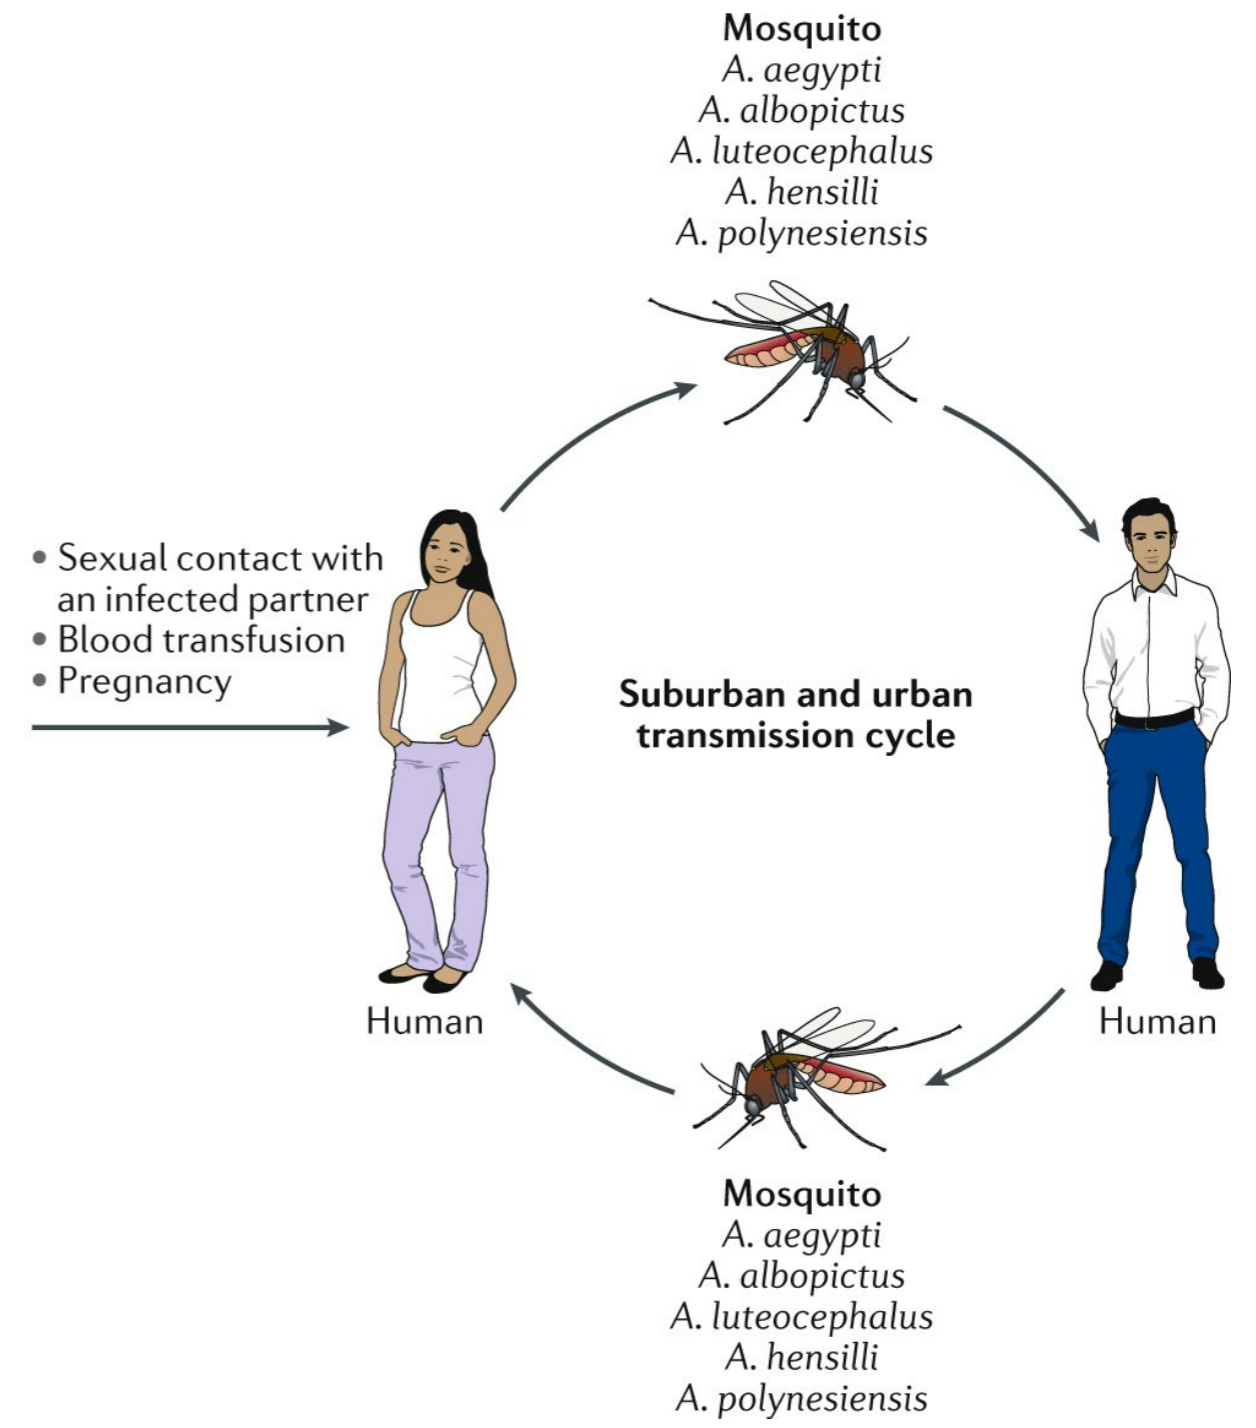 Mosquito
A. aegypti
A. albopictus
A. luteocephalus
A. hensilli
A. polynesiensis
• Sexual contact with
an infected partner
• Blood transfusion
• Pregnancy
Suburban and urban
transmission cycle
Human
Human
Mosquito
A. aegypti
A. albopictus
A. luteocephalus
A. hensilli
A. polynesiensis